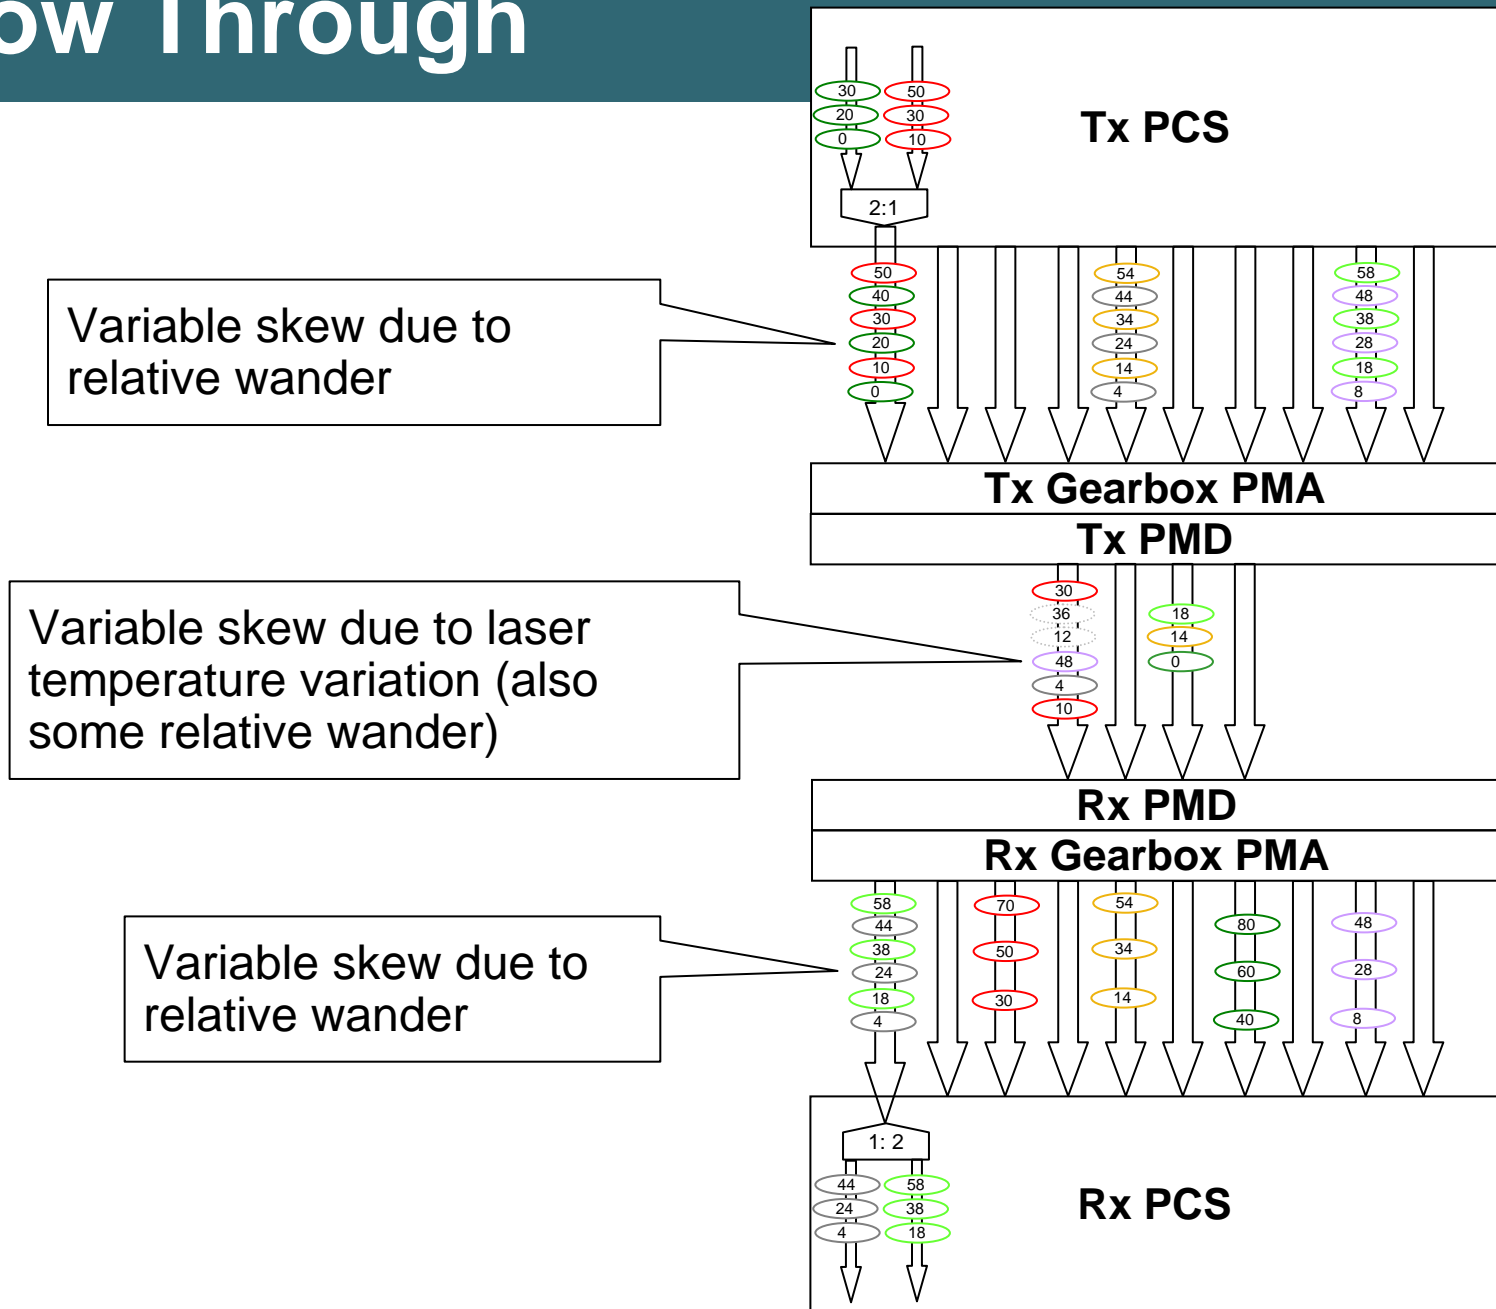 ow Through
30 50
20 30
0 10
Tx PCS
2:1
50 54 58
40 44 48
30 34 38
20 24 28
10 14 18
0 4 8
Variable skew due to
relative wander
Tx Gearbox PMA
Tx PMD
30
36 18
12 14
48 0
4
10
Variable skew due to laser
temperature variation (also
some relative wander)
Rx PMD
Rx Gearbox PMA
58 70 54
44 80 48
38 50 34
24 60 28
18 30 14
4 40 8
Variable skew due to
relative wander
1: 2
44 58
24 38
4 18
Rx PCS